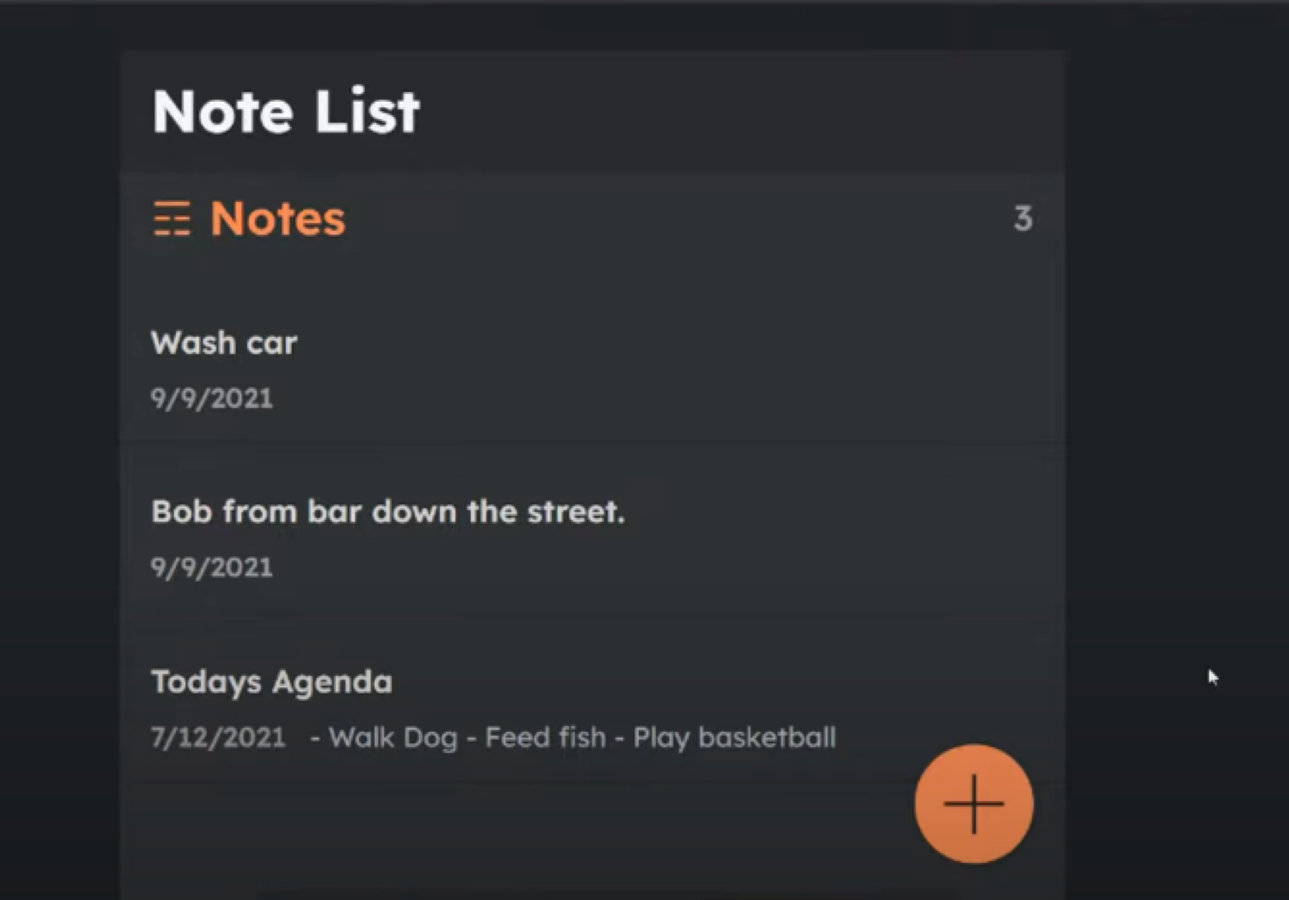 Note List
Notes 3
Wash car
9/9/2021
Bob from bar down the street.
9/9/2021
Todays Agenda
7/12/2021 - Walk Dog - Feed fish - Play basketball